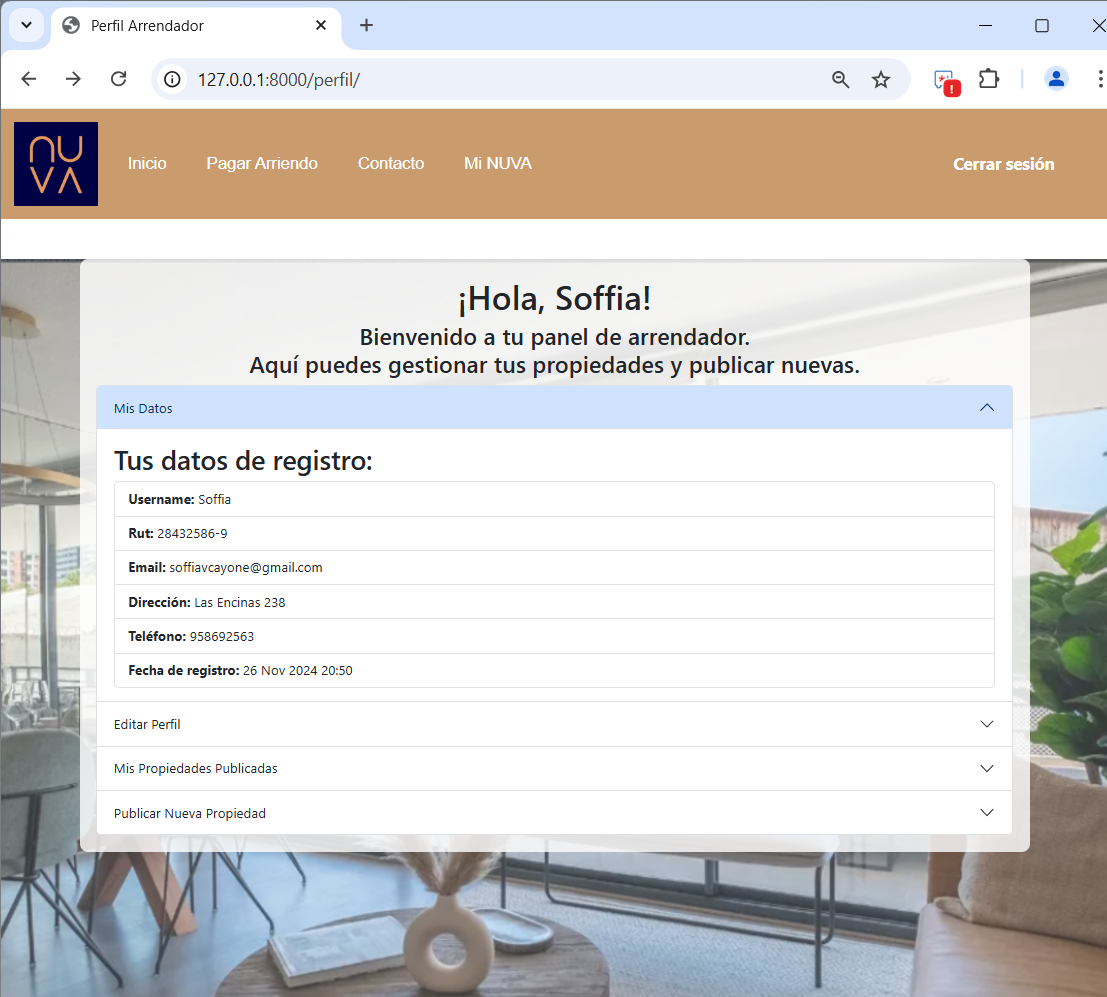 Perfil Arrendador
127.0.0.1:8000/perfil/
NUVA
Inicio Pagar Arriendo Contacto Mi NUVA Cerrar sesión
¡Hola, Soffia!
Bienvenido a tu panel de arrendador.
Aquí puedes gestionar tus propiedades y publicar nuevas.
Mis Datos
Tus datos de registro:
Username: Soffia
Rut: 28432586-9
Email: soffiavcayone@gmail.com
Dirección: Las Encinas 238
Teléfono: 958692563
Fecha de registro: 26 Nov 2024 20:50
Editar Perfil
Mis Propiedades Publicadas
Publicar Nueva Propiedad